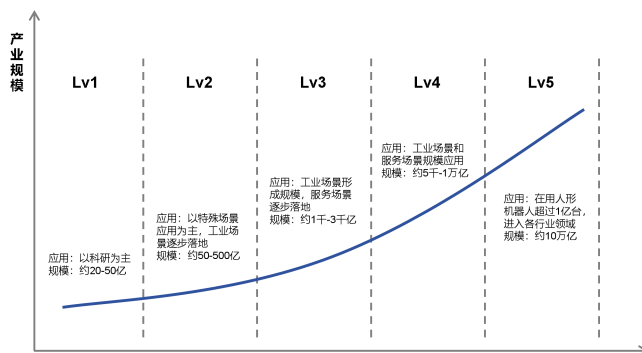 产业规模
Lv1
Lv2
Lv3
Lv4
Lv5
应用：以科研为主
规模：约20-50亿
应用：以特殊场景
应用为主，工业场
景逐步落地
规模：约50-500亿
应用：工业场景形
成规模，服务场景
逐步落地
规模：约1千-3千亿
应用：工业场景和
服务场景规模应用
规模：约5千-1万亿
应用：在用人形
机器人超过1亿台，
进入各行业领域
规模：约10万亿